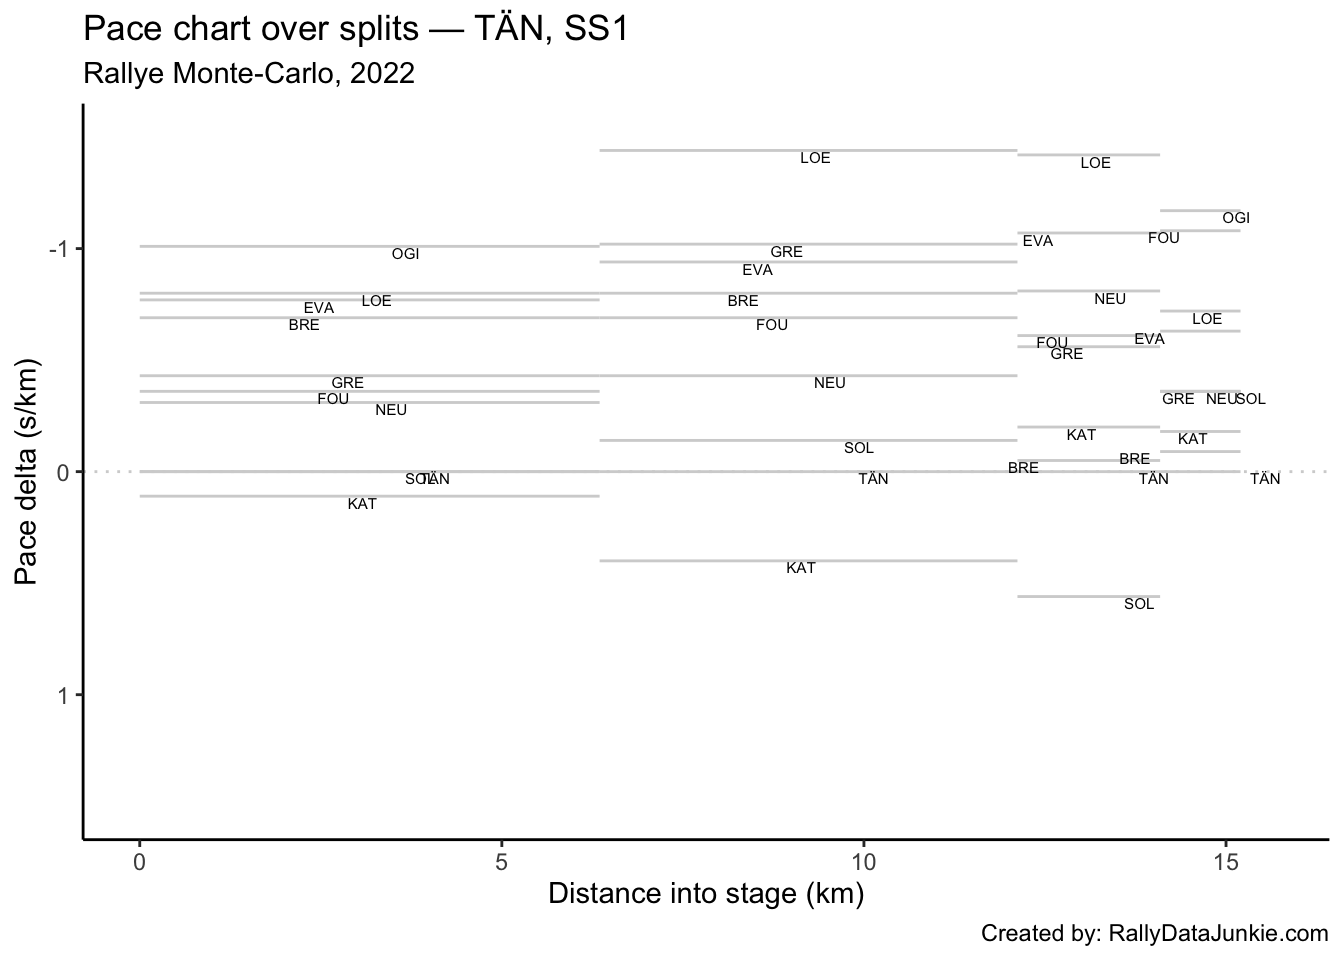 Pace chart over splits — TÄN, SS1
Rallye Monte-Carlo, 2022
Pace delta (s/km)
-1
0
1
OGI
LOE
EVA
BRE
GRE
FOU
NEU
SOL
TÄN
KAT
LOE
GRE
EVA
BRE
FOU
NEU
SOL
TÄN
KAT
LOE
EVA
NEU
FOU
GRE
KAT
BRE
BRE
TÄN
SOL
OGI
FOU
LOE
EVA
GRE
NEU
SOL
KAT
TÄN
0
5
10
15
Distance into stage (km)
Created by: RallyDataJunkie.com